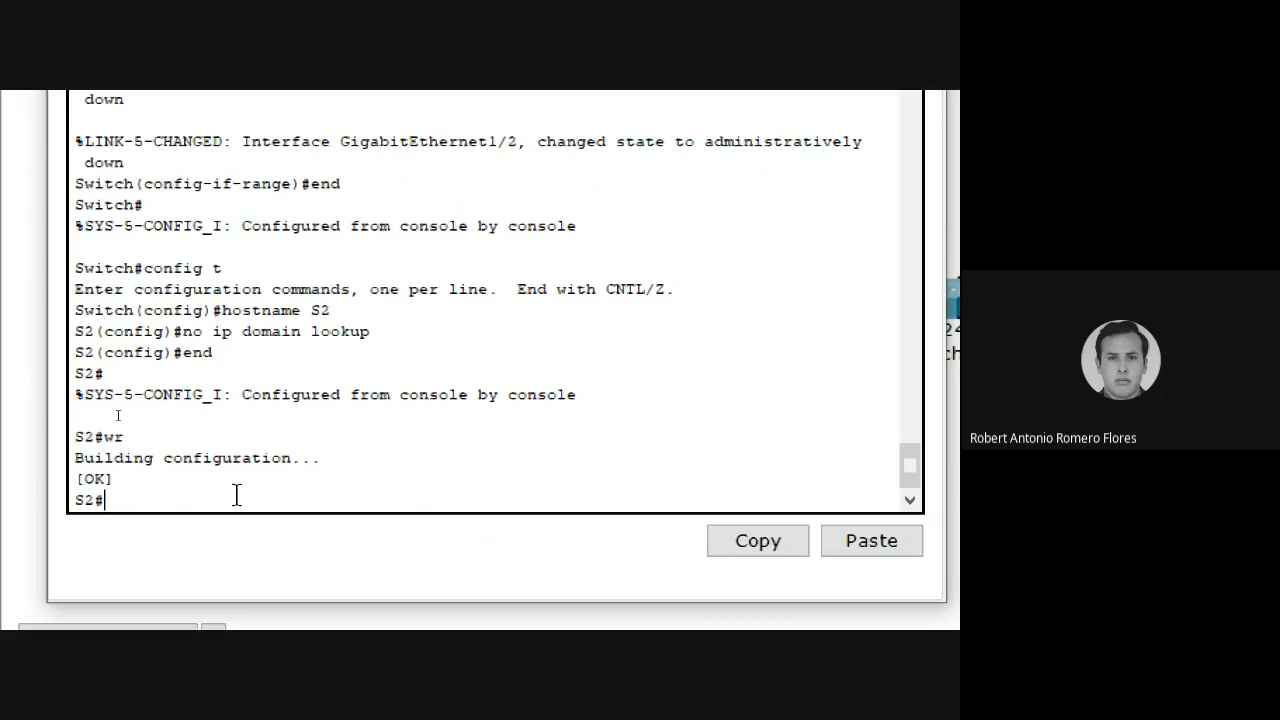 down
%LINK-5-CHANGED: Interface GigabitEthernet1/2, changed state to administratively
down
Switch(config-if-range)#end
Switch#
%SYS-5-CONFIG_I: Configured from console by console
Switch#config t
Enter configuration commands, one per line.  End with CNTL/Z.
Switch(config)#hostname S2
S2(config)#no ip domain lookup
S2(config)#end
S2#
%SYS-5-CONFIG_I: Configured from console by console
S2#wr
Building configuration...
[OK]
S2#
Copy
Paste
Robert Antonio Romero Flores